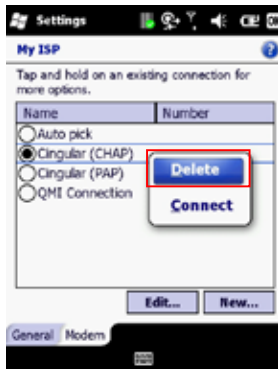 Settings
My ISP
Tap and hold on an existing connection for
more options.
Name Number
Auto pick
Cingular (CHAP)
Cingular (PAP)
QMI Connection
Delete
Connect
Edit... New...
General Modem